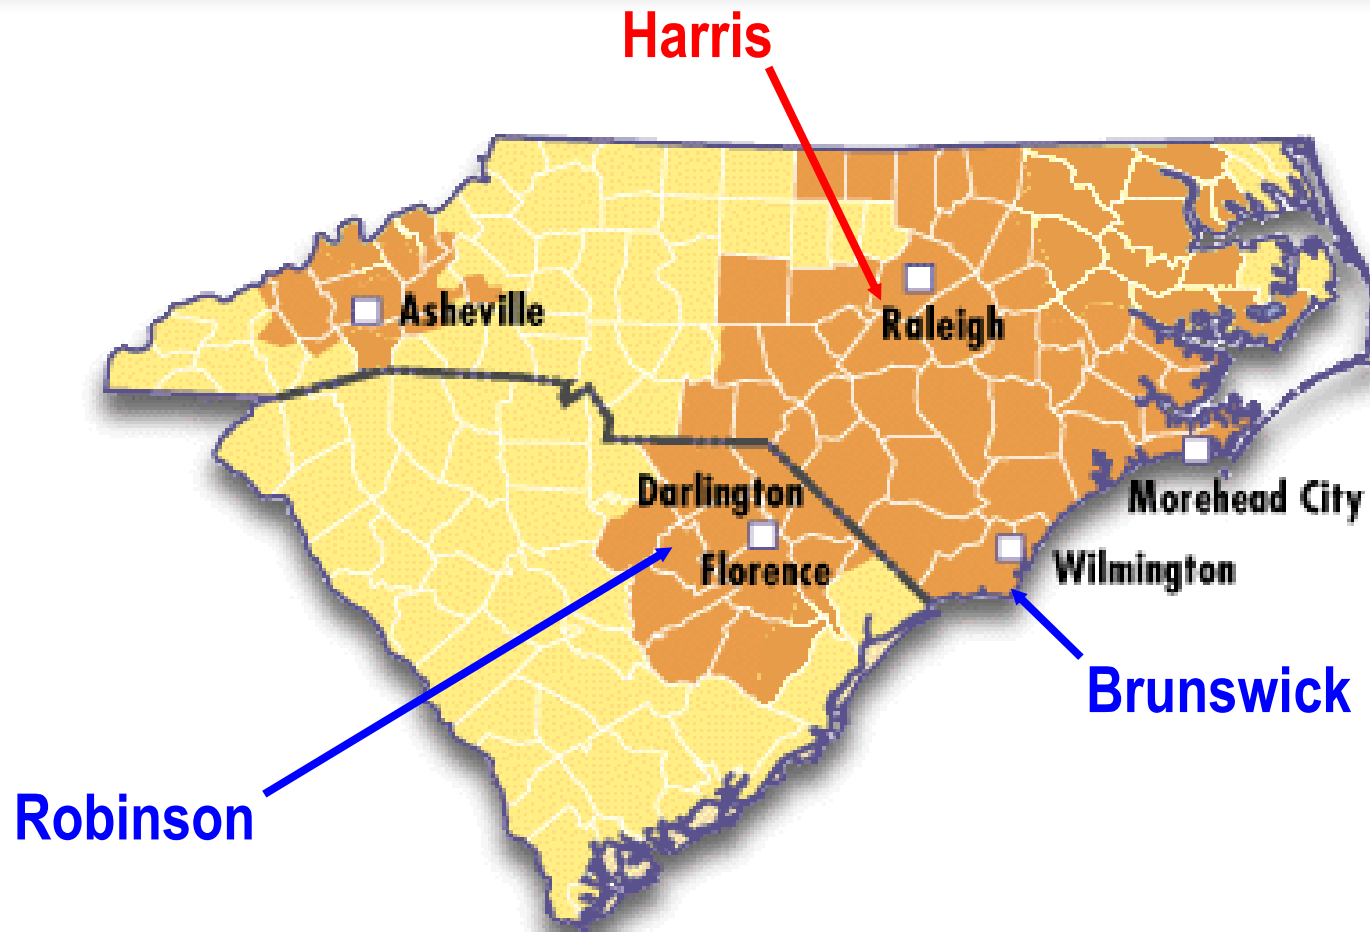 Harris
Asheville
Raleigh
Darlington
Morehead City
Florence
Wilmington
Brunswick
Robinson